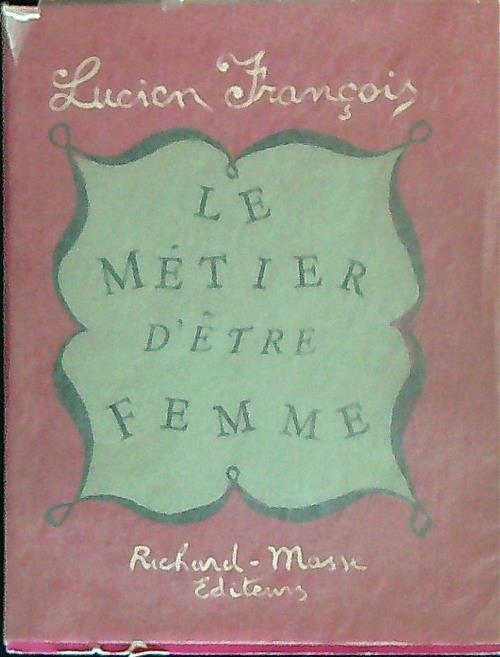 Lucien François
LE
MÉTIER
D'ÊTRE
FEMME
Richard-Masse
Editeurs